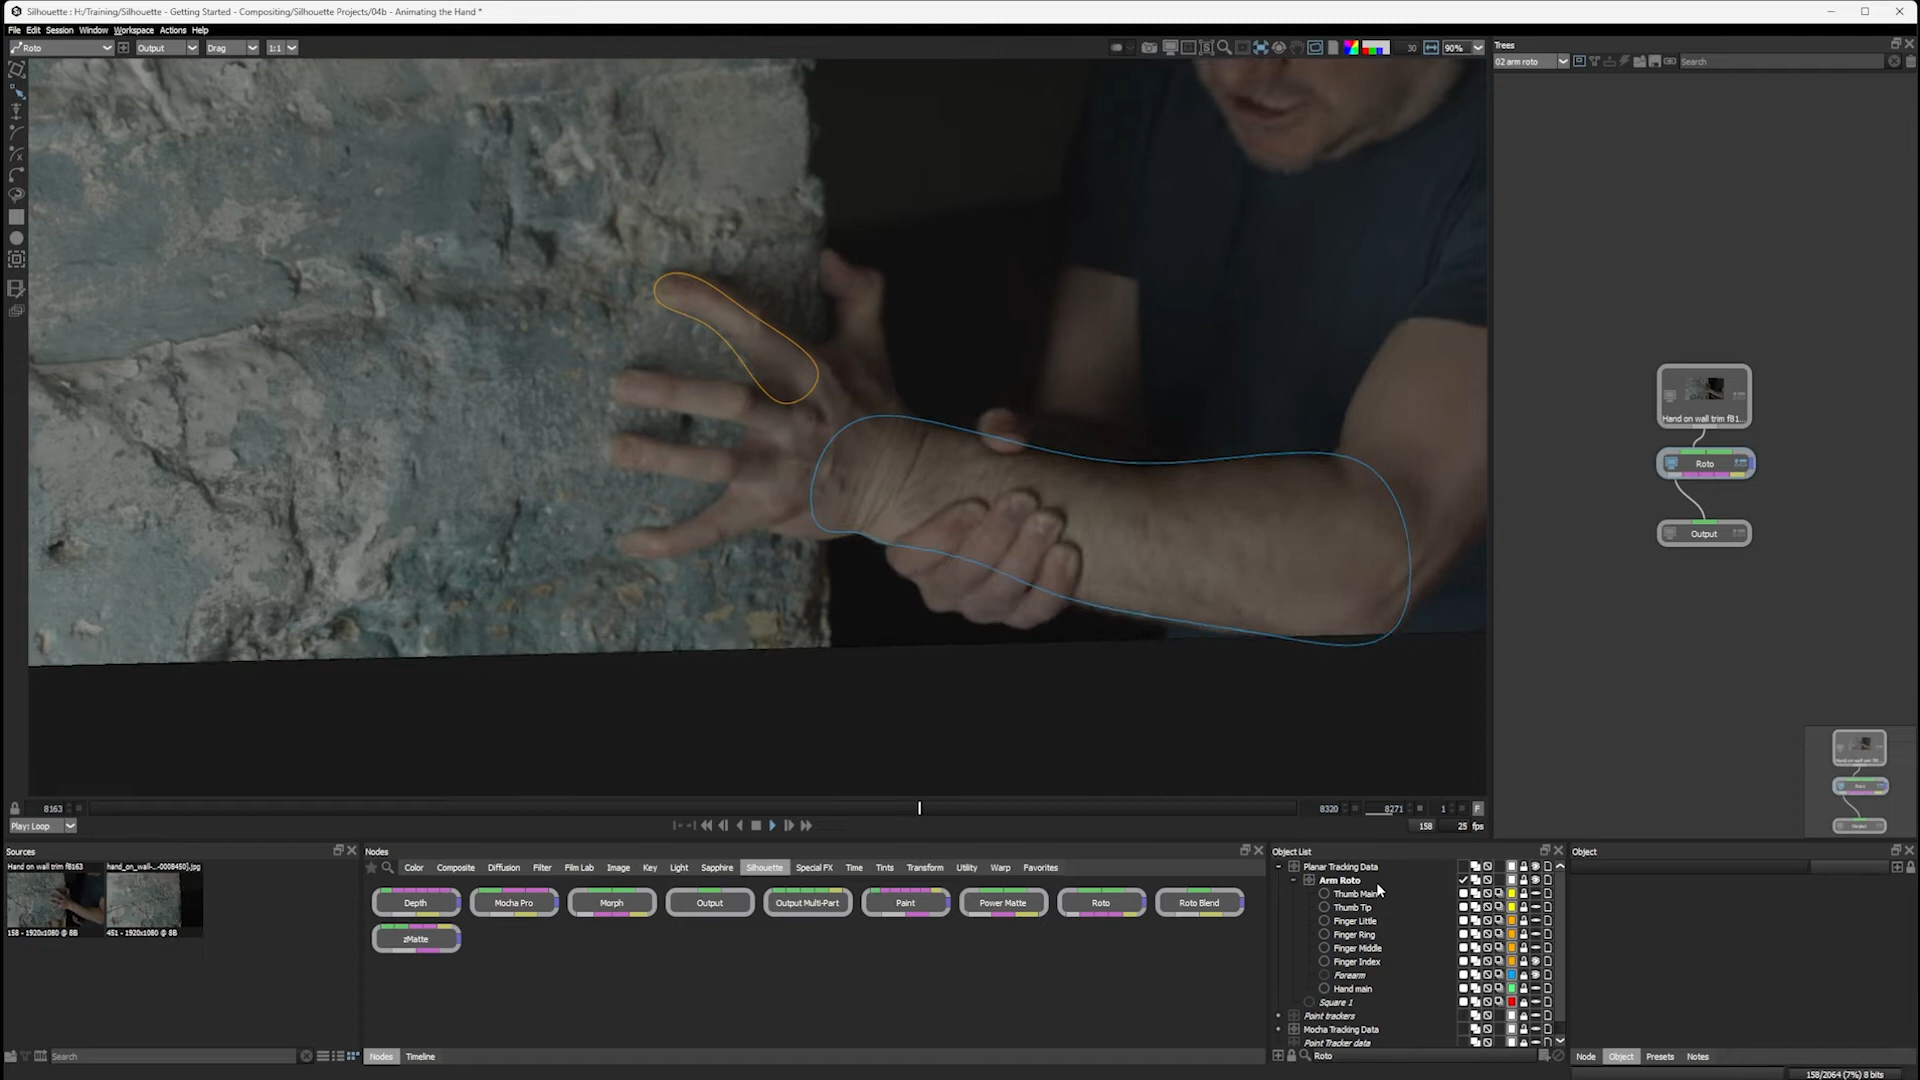 Silhouette : H:/Training/Silhouette - Getting Started - Compositing/Silhouette Projects/04b - Animating the Hand *
File Edit Session Window Workspace Actions Help
Roto Output Drag 1:1 30 90%
Trees
02 arm roto Search
Hand on wall trim f81...
Roto
Output
8163 8320 8271 1 F
Play: Loop 158 25 fps
Sources
Hand on wall trim f8163 hand_on_wall-...-0008450].jpg
158 - 1920x1080 @ 8B 451 - 1920x1080 @ 8B
Search
Nodes
Color Composite Diffusion Filter Film Lab Image Key Light Sapphire Silhouette Special FX Time Tints Transform Utility Warp Favorites
Depth Mocha Pro Morph Output Output Multi-Part Paint Power Matte Roto Roto Blend
zMatte
Nodes Timeline
Object List
Planar Tracking Data
Arm Roto
Thumb Main
Thumb Tip
Finger Little
Finger Ring
Finger Middle
Finger Index
Forearm
Hand main
Square 1
Point trackers
Mocha Tracking Data
Point Tracker data
Roto
Object
Node Object Presets Notes
158/2064 (7%) 8 bits